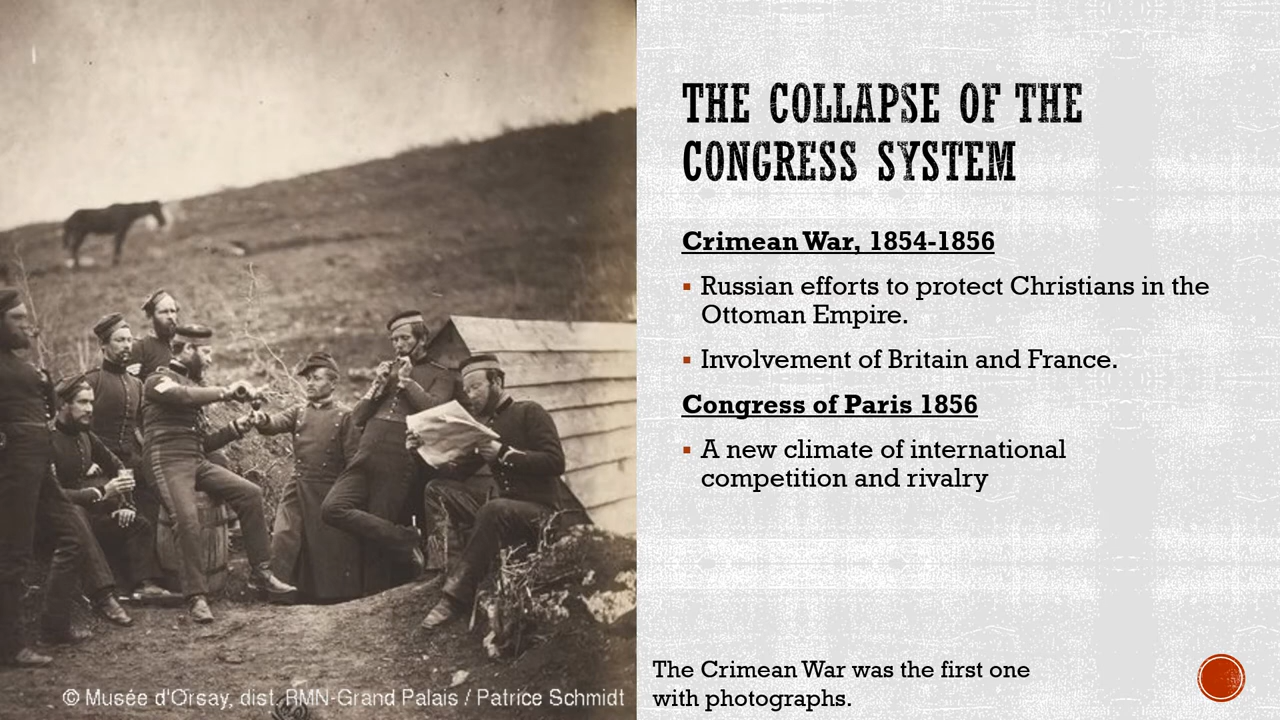 THE COLLAPSE OF THE
CONGRESS SYSTEM
Crimean War, 1854-1856
▪ Russian efforts to protect Christians in the
Ottoman Empire.
▪ Involvement of Britain and France.
Congress of Paris 1856
▪ A new climate of international
competition and rivalry
The Crimean War was the first one
with photographs.
© Musée d'Orsay, dist. RMN-Grand Palais / Patrice Schmidt